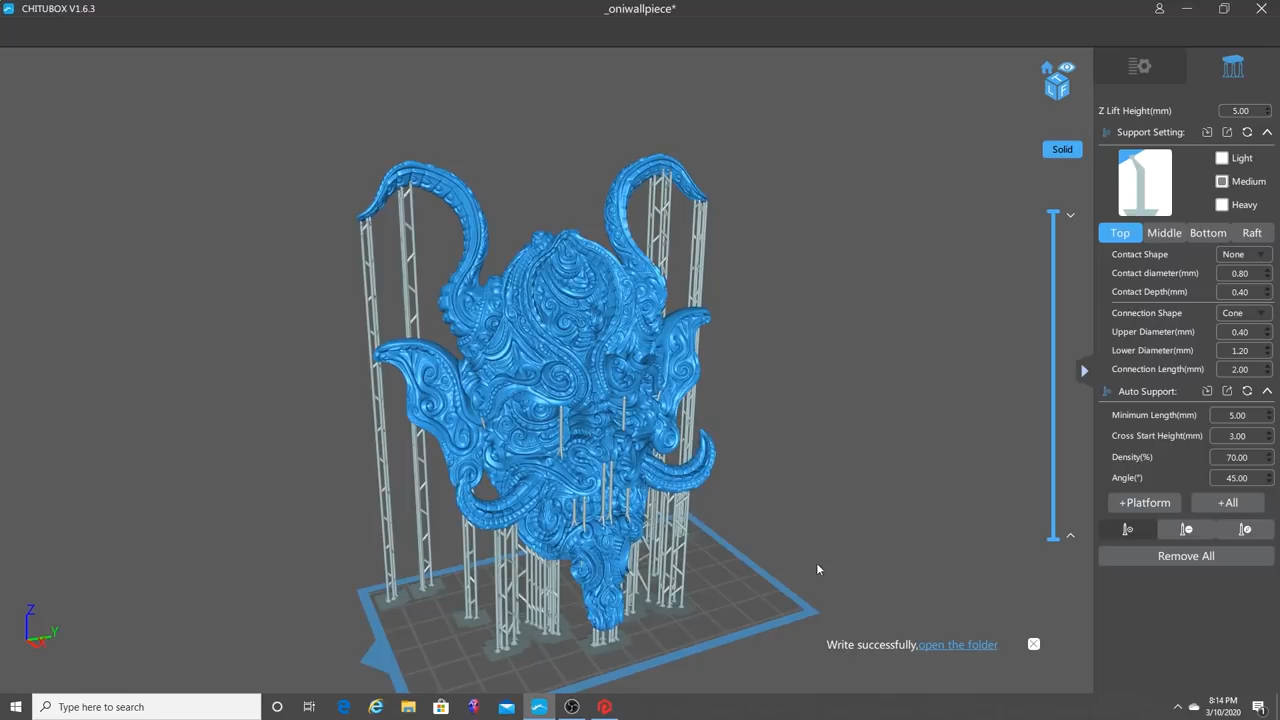 CHITUBOX V1.6.3
_oniwallpiece*
Z Lift Height(mm) 5.00
Support Setting:
Solid
Light
Medium
Heavy
Top Middle Bottom Raft
Contact Shape None
Contact diameter(mm) 0.80
Contact Depth(mm) 0.40
Connection Shape Cone
Upper Diameter(mm) 0.40
Lower Diameter(mm) 1.20
Connection Length(mm) 2.00
Auto Support:
Minimum Length(mm) 5.00
Cross Start Height(mm) 3.00
Density(%) 70.00
Angle(°) 45.00
+Platform +All
Remove All
Z
Y
X
T
L F
Write successfully,open the folder
Type here to search
8:14 PM
3/10/2020
1